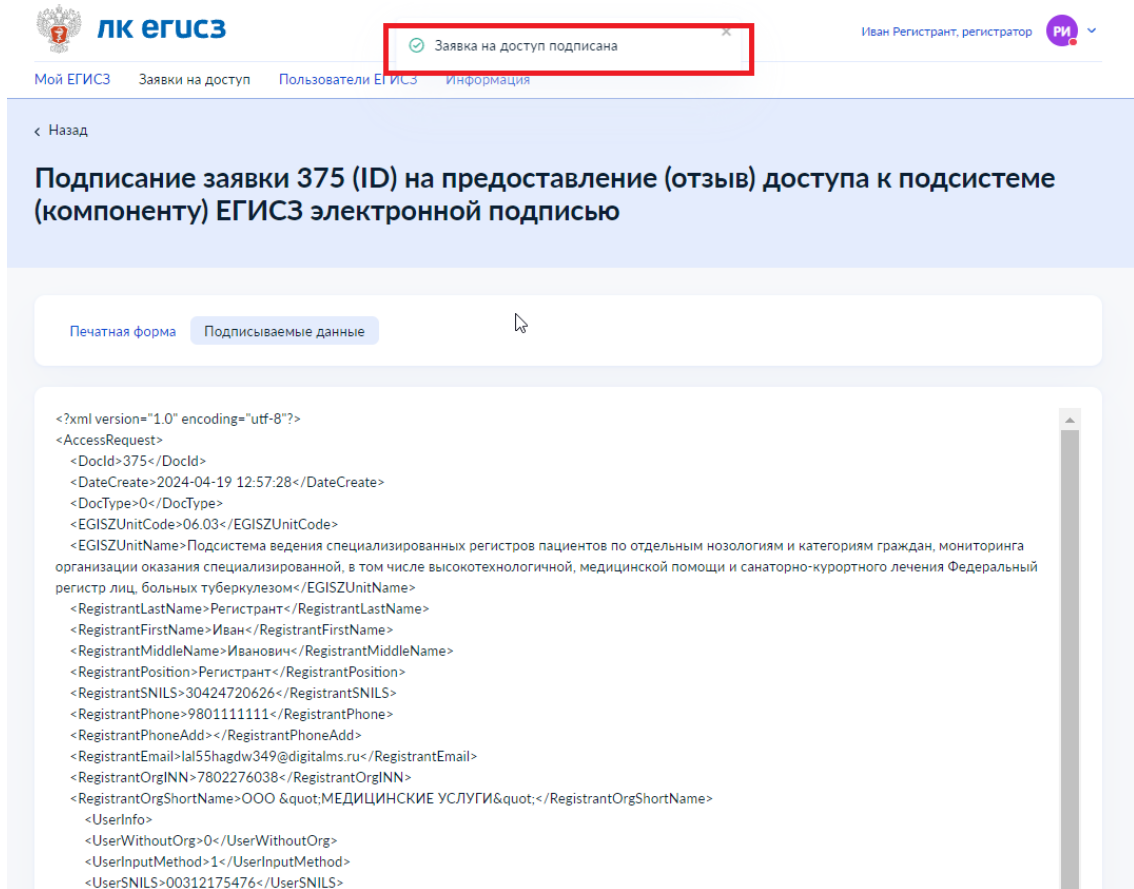 лк егисз
Заявка на доступ подписана
Иван Регистрант, регистратор
РИ
Мой ЕГИСЗ Заявки на доступ Пользователи ЕГИСЗ Информация
Назад
Подписание заявки 375 (ID) на предоставление (отзыв) доступа к подсистеме
(компоненту) ЕГИСЗ электронной подписью
Печатная форма Подписываемые данные
<?xml version="1.0" encoding="utf-8"?>
<AccessRequest>
<DocId>375</DocId>
<DateCreate>2024-04-19 12:57:28</DateCreate>
<DocType>0</DocType>
<EGISZUnitCode>06.03</EGISZUnitCode>
<EGISZUnitName>Подсистема ведения специализированных регистров пациентов по отдельным нозологиям и категориям граждан, мониторинга
организации оказания специализированной, в том числе высокотехнологичной, медицинской помощи и санаторно-курортного лечения Федеральный
регистр лиц, больных туберкулезом</EGISZUnitName>
<RegistrantLastName>Регистрант</RegistrantLastName>
<RegistrantFirstName>Иван</RegistrantFirstName>
<RegistrantMiddleName>Иванович</RegistrantMiddleName>
<RegistrantPosition>Регистрант</RegistrantPosition>
<RegistrantSNILS>30424720626</RegistrantSNILS>
<RegistrantPhone>9801111111</RegistrantPhone>
<RegistrantPhoneAdd></RegistrantPhoneAdd>
<RegistrantEmail>lal55hagdw349@digitalms.ru</RegistrantEmail>
<RegistrantOrgINN>7802276038</RegistrantOrgINN>
<RegistrantOrgShortName>ООО &quot;МЕДИЦИНСКИЕ УСЛУГИ&quot;</RegistrantOrgShortName>
<UserInfo>
<UserWithoutOrg>0</UserWithoutOrg>
<UserInputMethod>1</UserInputMethod>
<UserSNILS>00312175476</UserSNILS>